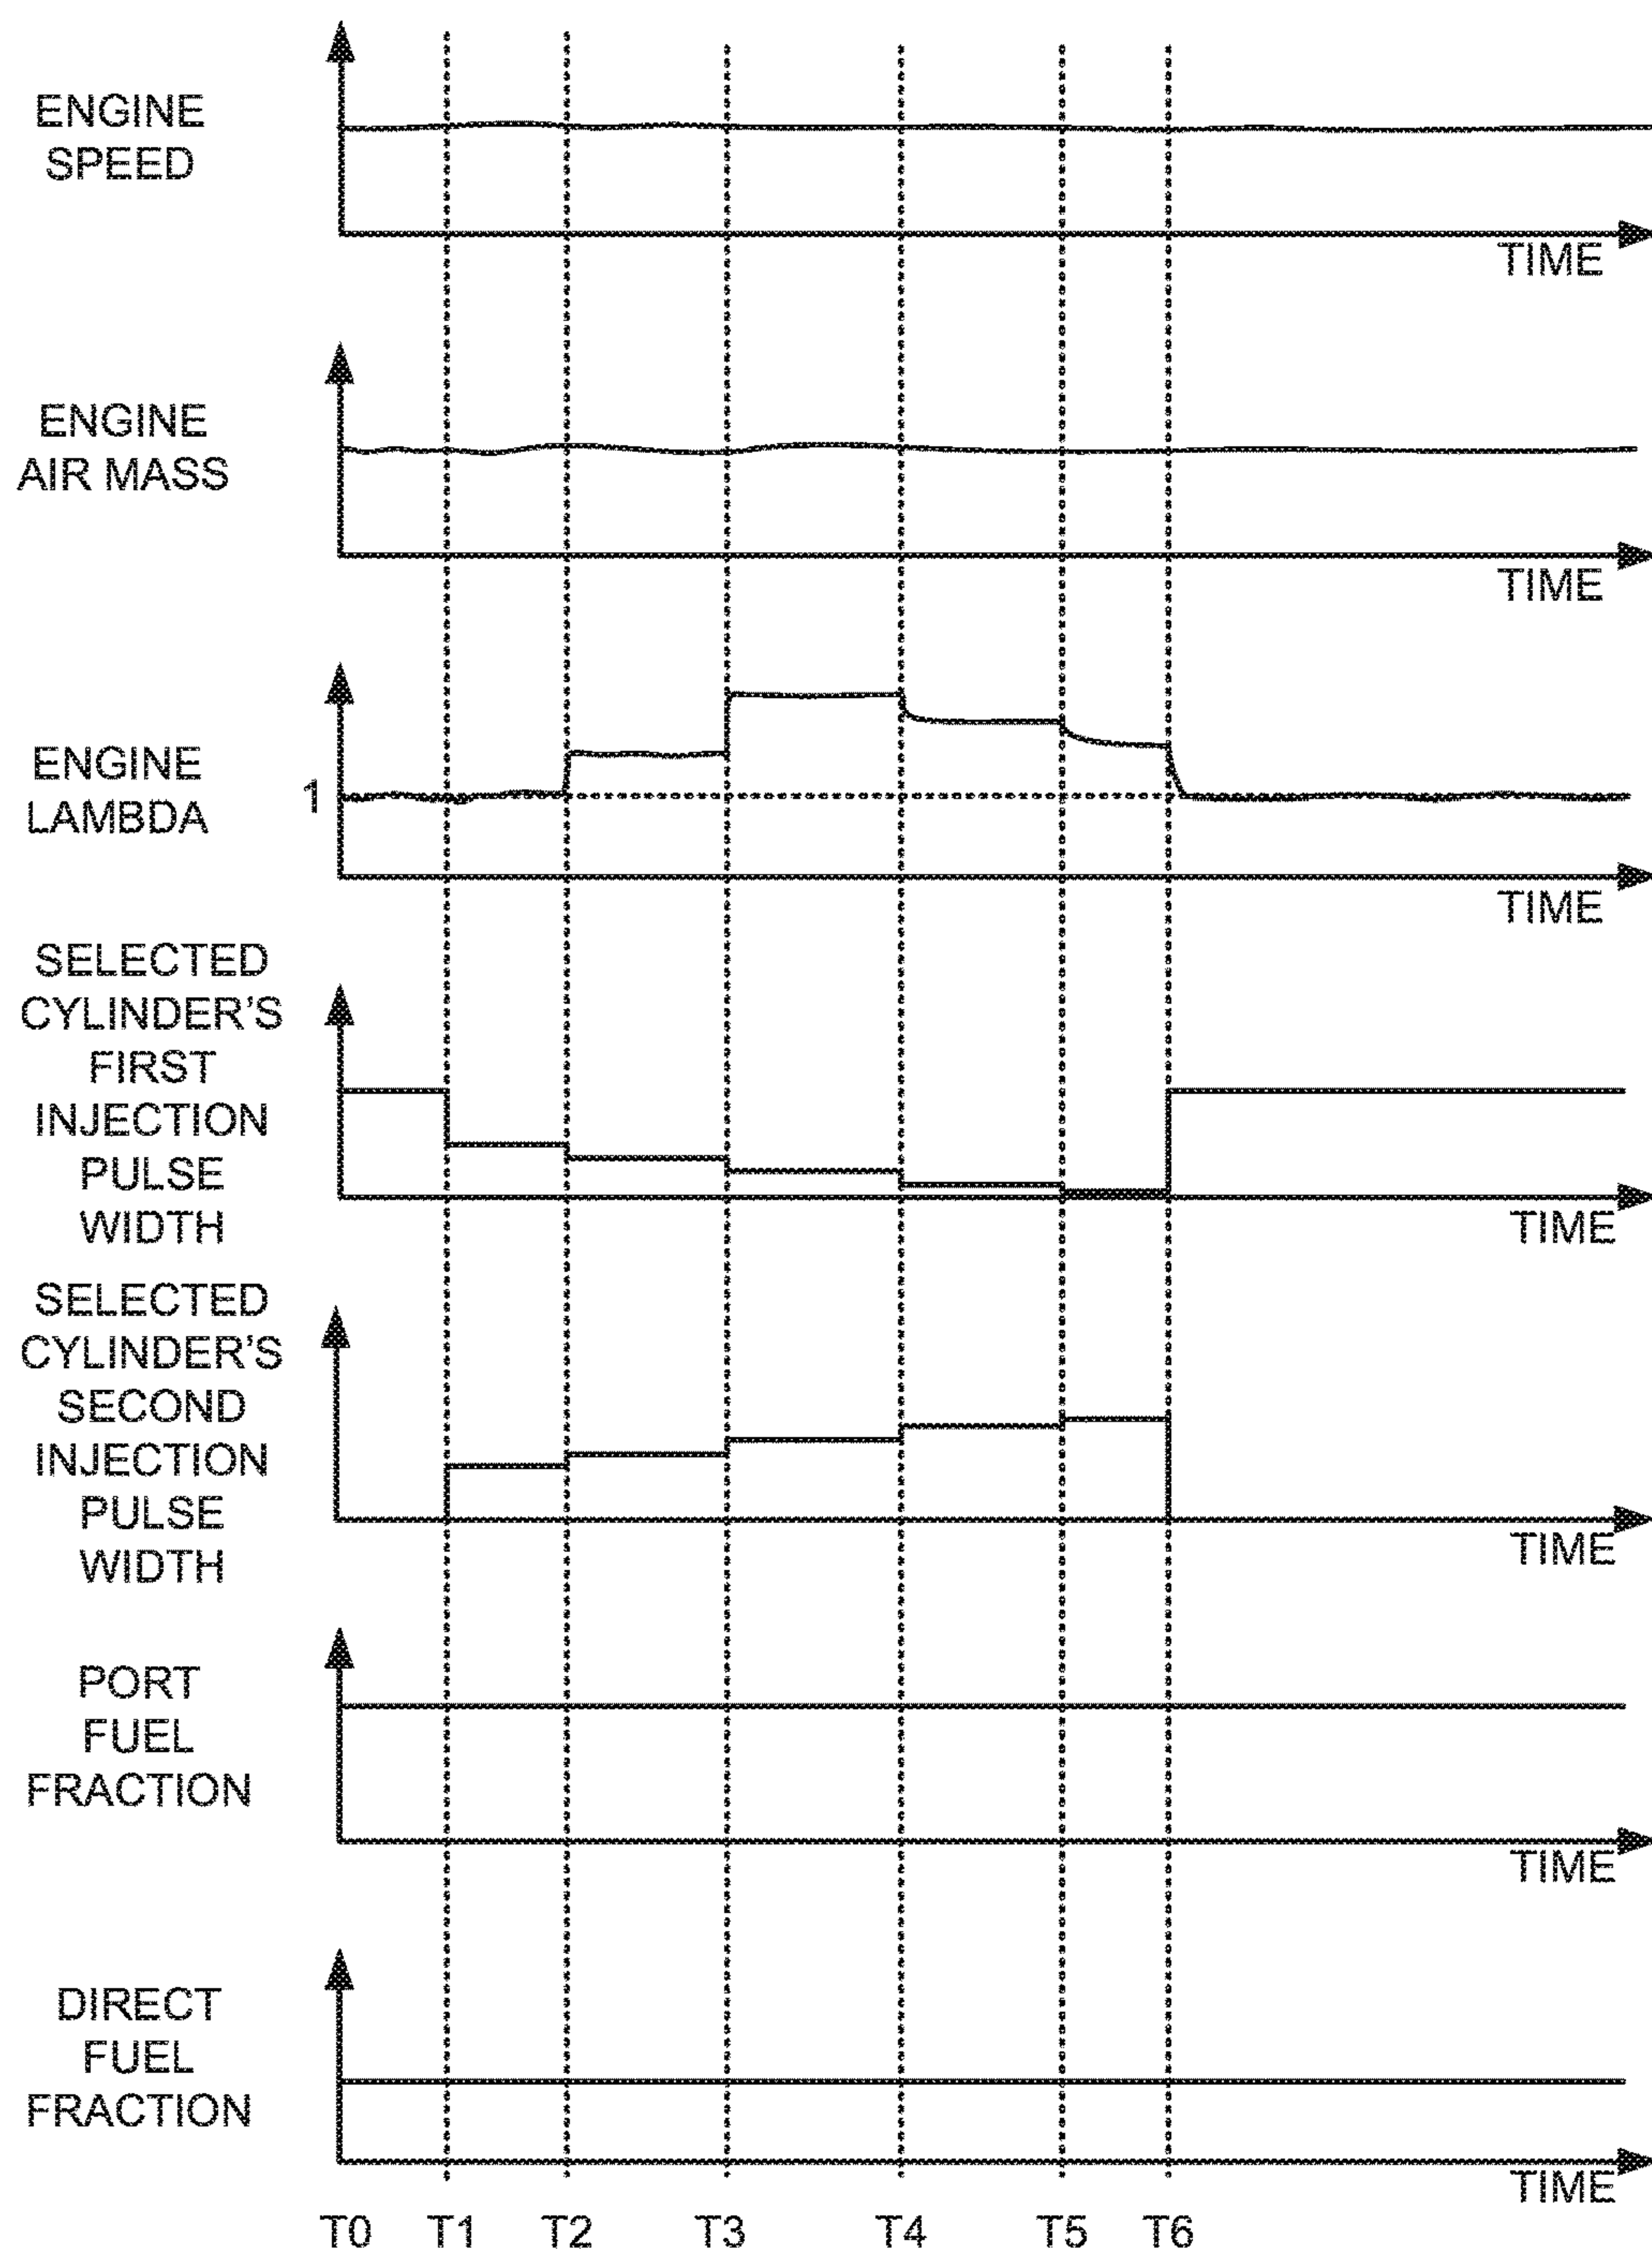 ENGINE
SPEED
TIME
ENGINE
AIR MASS
TIME
ENGINE
LAMBDA
1
TIME
SELECTED
CYLINDER'S
FIRST
INJECTION
PULSE
WIDTH
TIME
SELECTED
CYLINDER'S
SECOND
INJECTION
PULSE
WIDTH
TIME
PORT
FUEL
FRACTION
TIME
DIRECT
FUEL
FRACTION
TIME
T0 T1 T2 T3 T4 T5 T6